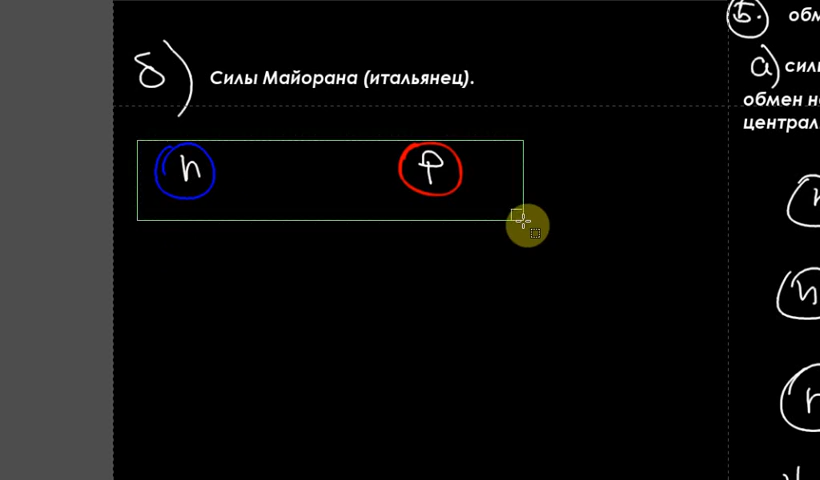 б) Силы Майорана (итальянец).
n p
Б. обм
а) сил
обмен н
централ
n